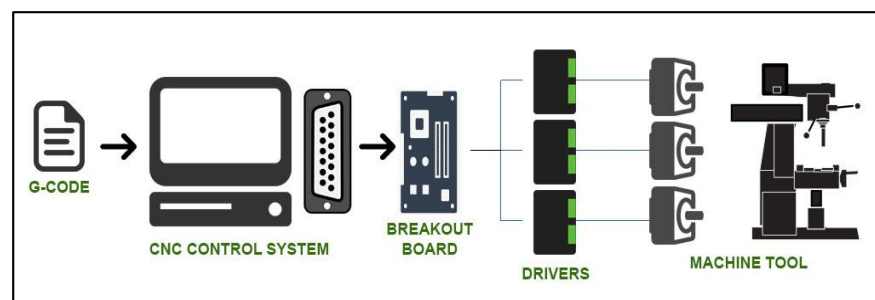 G-CODE
CNC CONTROL SYSTEM
BREAKOUT
BOARD
DRIVERS
MACHINE TOOL